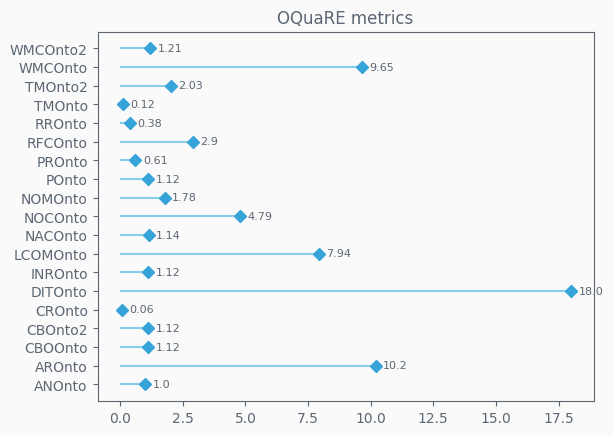 OQuaRE metrics
WMCOnto2 1.21
WMCOnto 9.65
TMOnto2 2.03
TMOnto 0.12
RROnto 0.38
RFCOnto 2.9
PROnto 0.61
POnto 1.12
NOMOnto 1.78
NOCOnto 4.79
NACOnto 1.14
LCOMOnto 7.94
INROnto 1.12
DITOnto 18.0
CROnto 0.06
CBOnto2 1.12
CBOOnto 1.12
AROnto 10.2
ANOnto 1.0
0.0 2.5 5.0 7.5 10.0 12.5 15.0 17.5